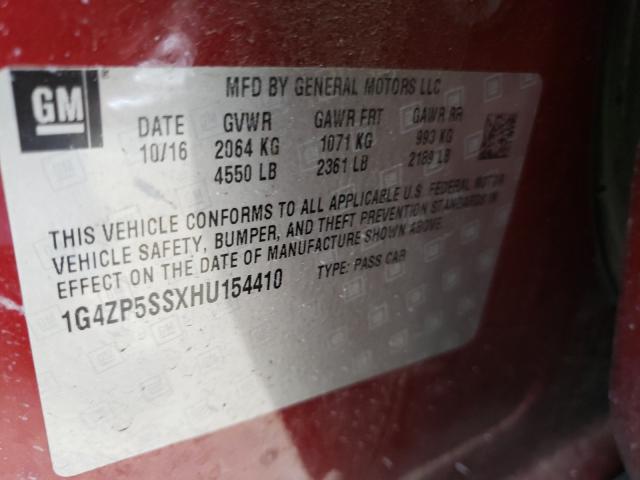 GM
MFD BY GENERAL MOTORS LLC
DATE GVWR GAWR FRT GAWR RR
10/16 2064 KG 1071 KG 993 KG
4550 LB 2361 LB 2189 LB
THIS VEHICLE CONFORMS TO ALL APPLICABLE U.S. FEDERAL MOTOR
VEHICLE SAFETY, BUMPER, AND THEFT PREVENTION STANDARDS IN
EFFECT ON THE DATE OF MANUFACTURE SHOWN ABOVE.
1G4ZP5SSXHU154410 TYPE: PASS CAR